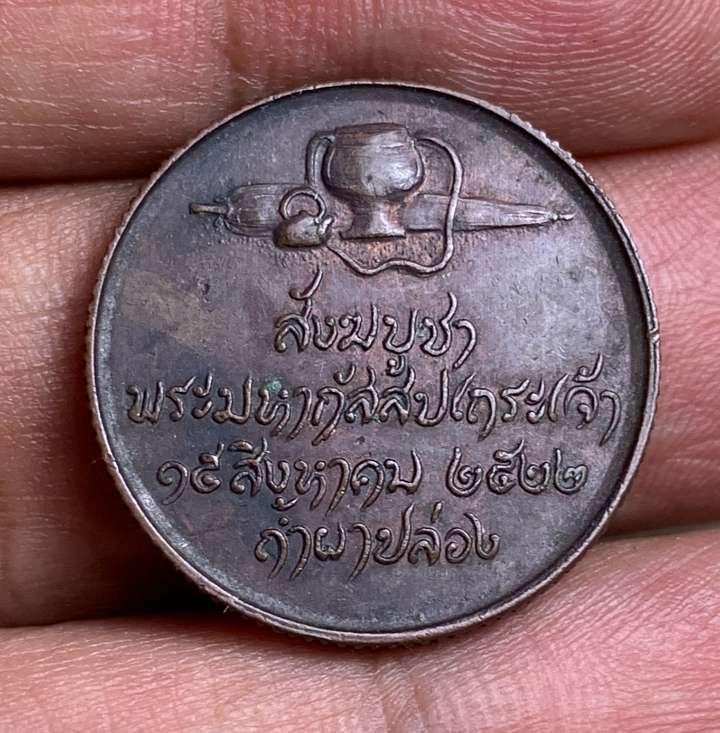 สังฆบูชา
พระมหากัสสัปเถระเจ้า
๑๕ สิงหาคม ๒๕๒๒
ถ้ำผาปล่อง